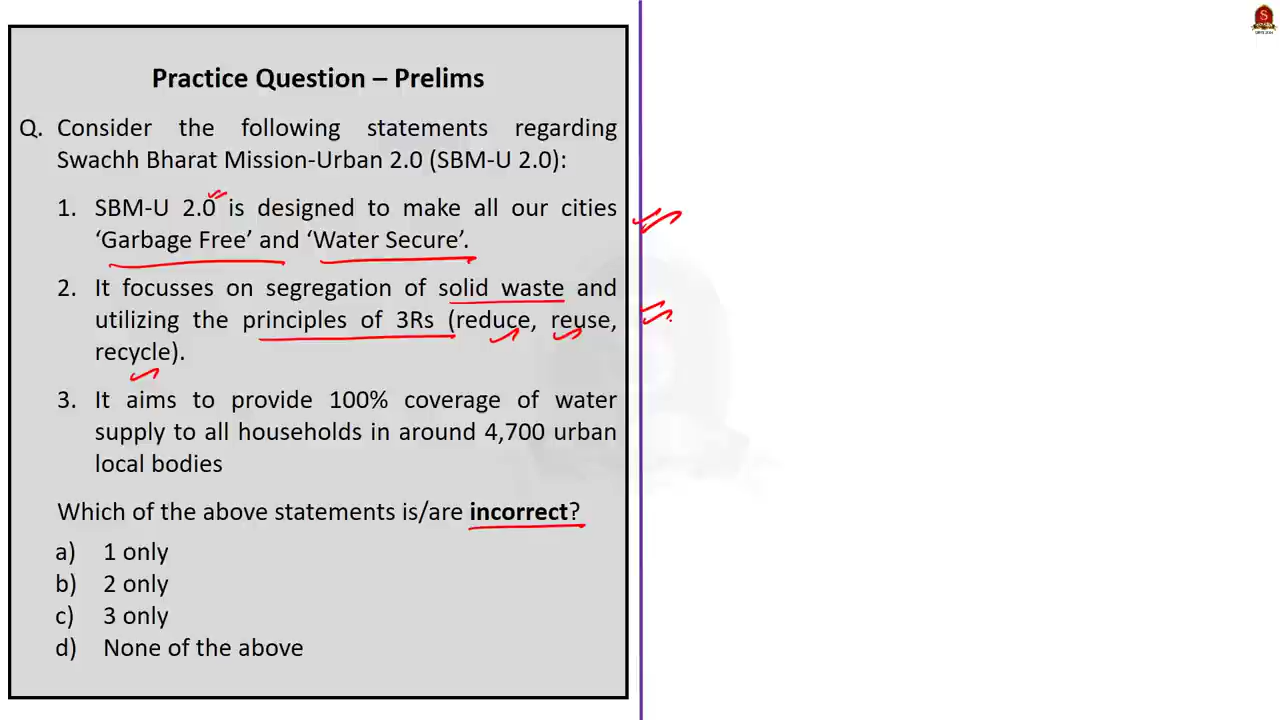 Practice Question – Prelims
Q. Consider the following statements regarding
Swachh Bharat Mission-Urban 2.0 (SBM-U 2.0):
1. SBM-U 2.0 is designed to make all our cities
‘Garbage Free’ and ‘Water Secure’.
2. It focusses on segregation of solid waste and
utilizing the principles of 3Rs (reduce, reuse,
recycle).
3. It aims to provide 100% coverage of water
supply to all households in around 4,700 urban
local bodies
Which of the above statements is/are incorrect?
a) 1 only
b) 2 only
c) 3 only
d) None of the above